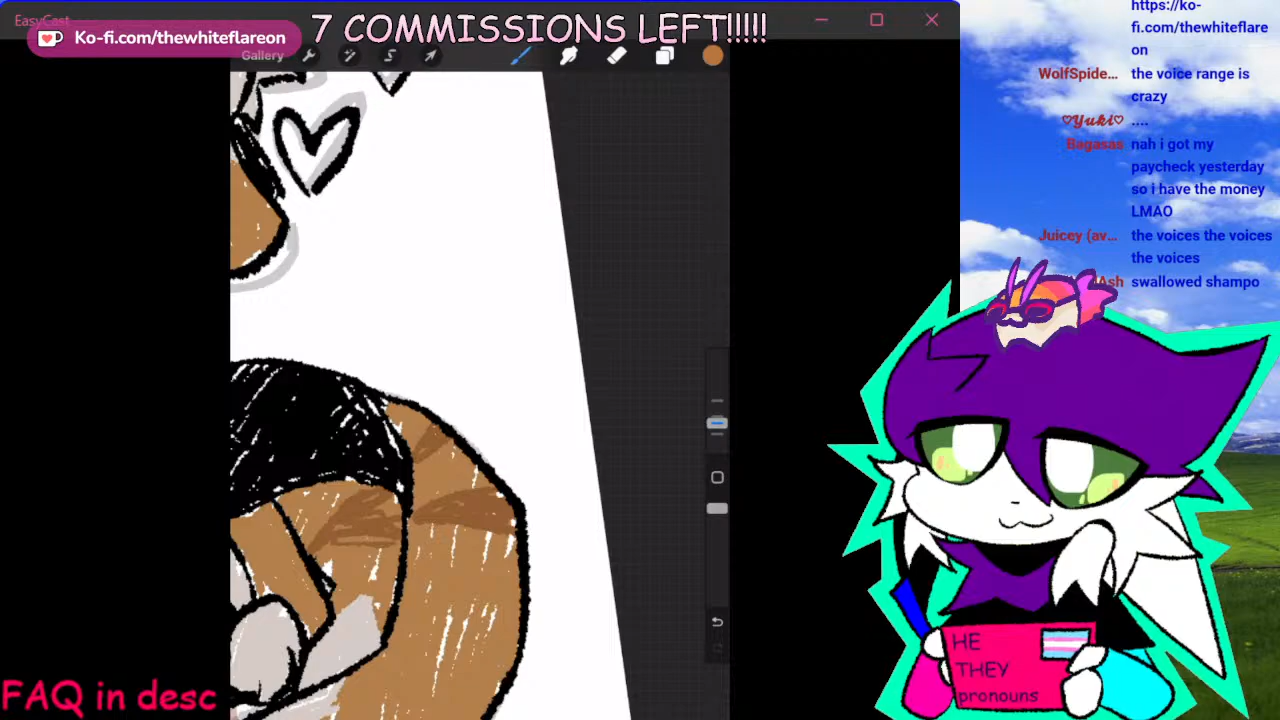 EasyCast
Ko-fi.com/thewhiteflareon
7 COMMISSIONS LEFT!!!!!
Gallery
https://ko-
fi.com/thewhiteflare
on
WolfSpide... the voice range is
crazy
♡𝓨𝓾𝓴𝓲♡ ....
Bagasas nah i got my
paycheck yesterday
so i have the money
LMAO
Juicey (av... the voices the voices
the voices
Ash swallowed shampo
HE
THEY
pronouns
FAQ in desc